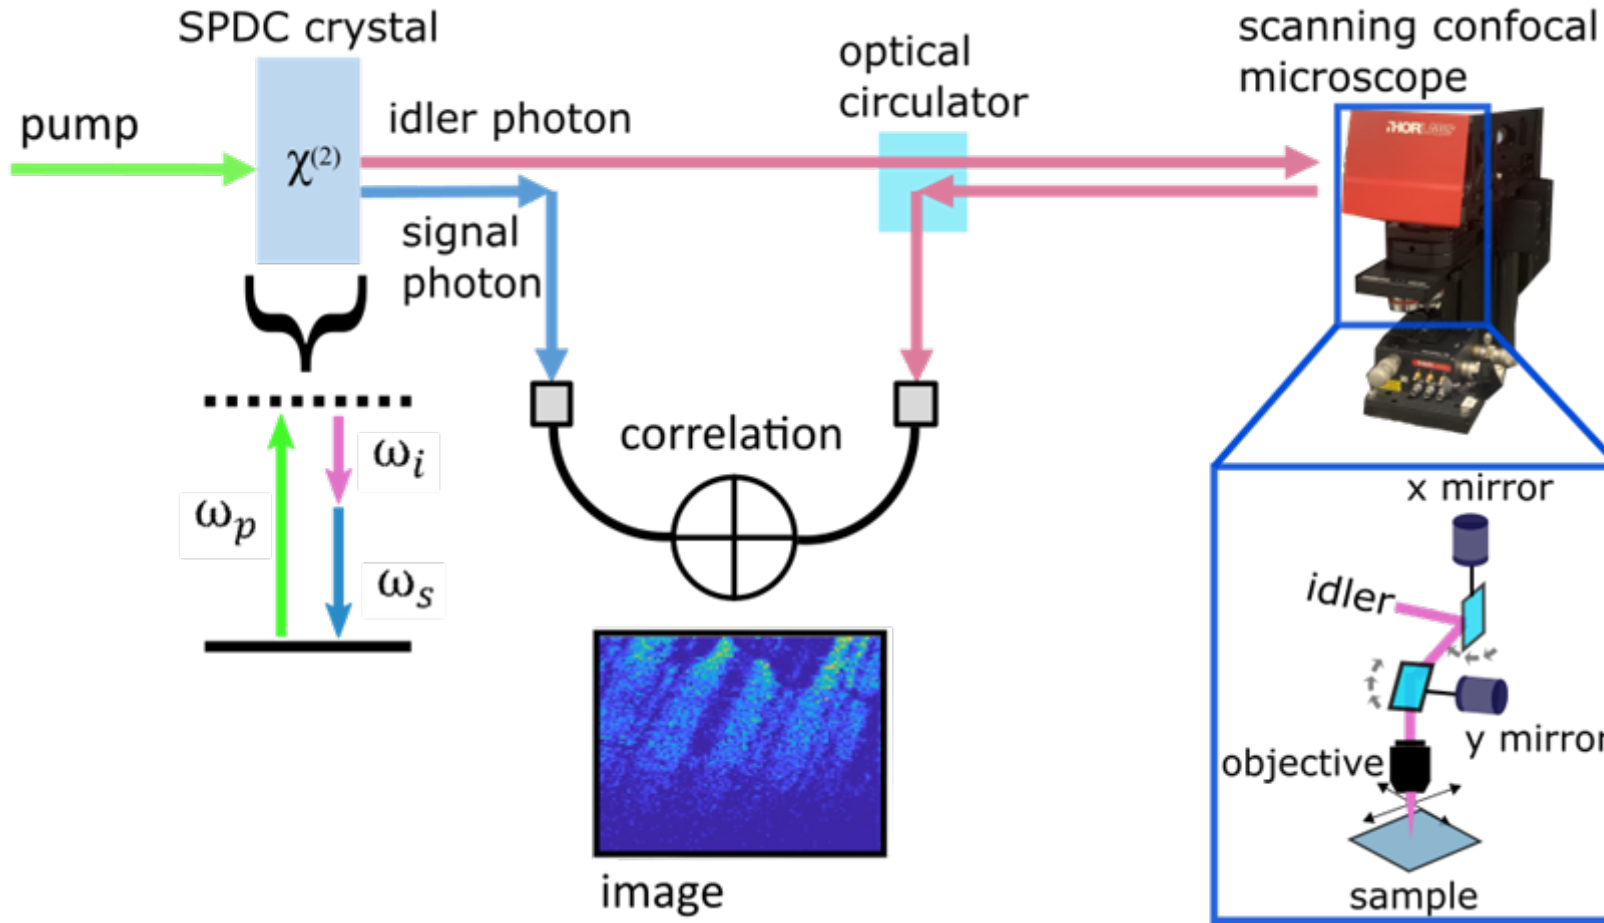 SPDC crystal
pump
χ(2)
idler photon
signal
photon
optical
circulator
scanning confocal
microscope
THORLABS
ωp
ωi
ωs
correlation
image
x mirror
idler
y mirror
objective
sample